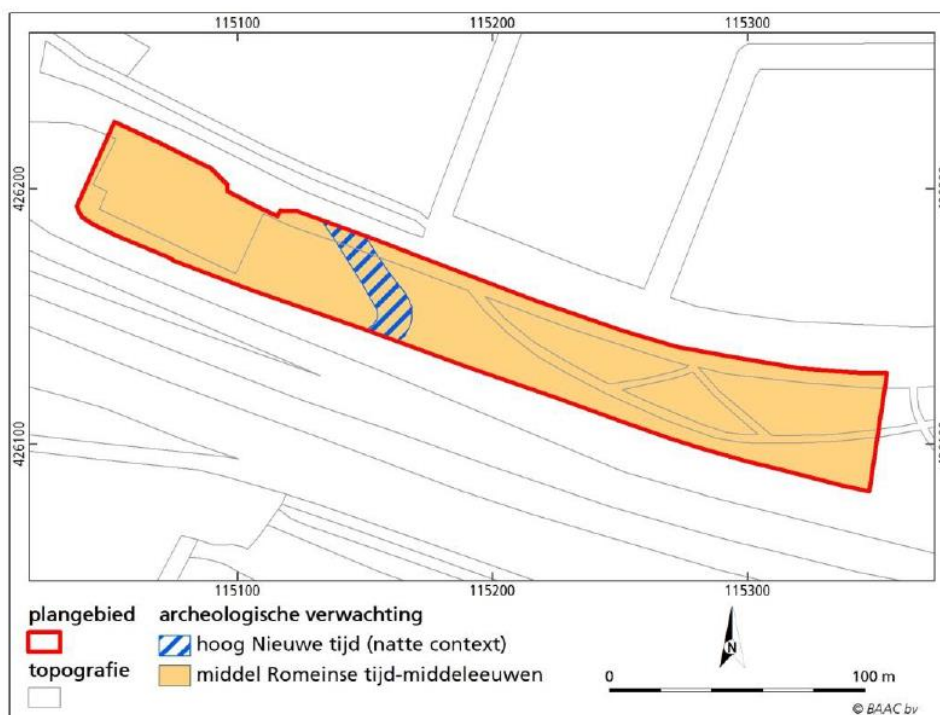 115100 115200 115300
426200
426100
115100 115200 115300
plangebied archeologische verwachting
hoog Nieuwe tijd (natte context)
topografie
middel Romeinse tijd-middeleeuwen
N
0 100 m
© BAAC bv